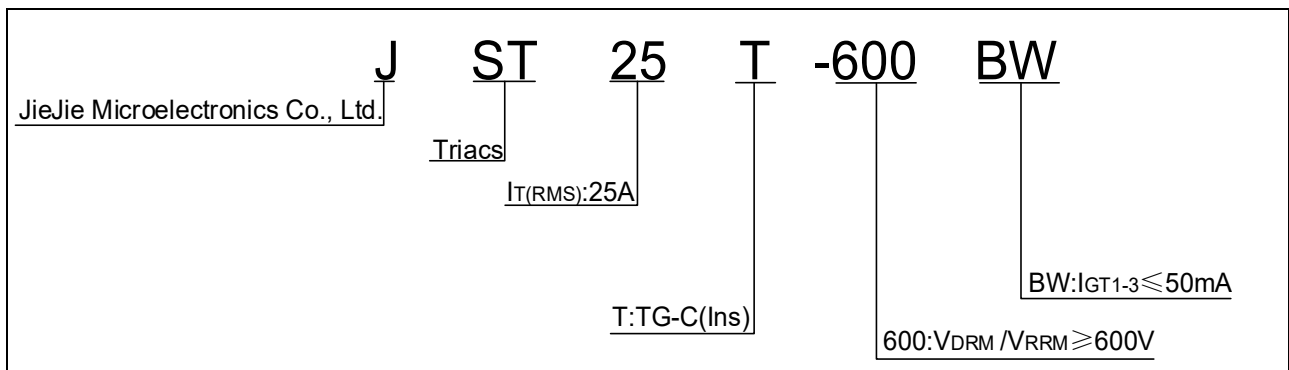 J ST 25 T -600 BW
JieJie Microelectronics Co., Ltd.
Triacs
IT(RMS):25A
BW:IGT1-3≤50mA
T:TG-C(Ins)
600:VDRM /VRRM≥600V